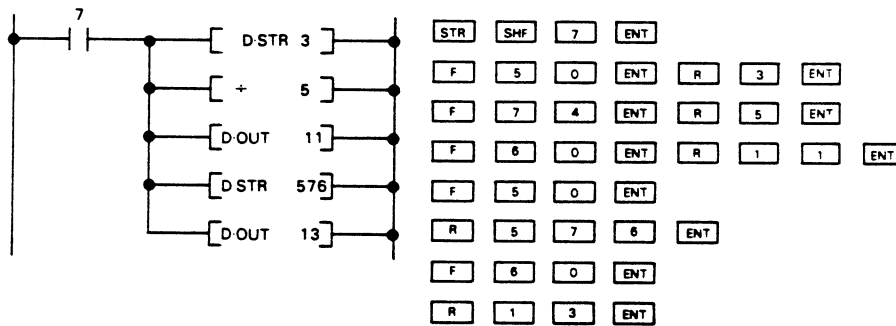 7
D·STR 3
÷ 5
D·OUT 11
D STR 576
D·OUT 13
STR SHF 7 ENT
F 5 0 ENT R 3 ENT
F 7 4 ENT R 5 ENT
F 6 0 ENT R 1 1 ENT
F 5 0 ENT
R 5 7 6 ENT
F 6 0 ENT
R 1 3 ENT